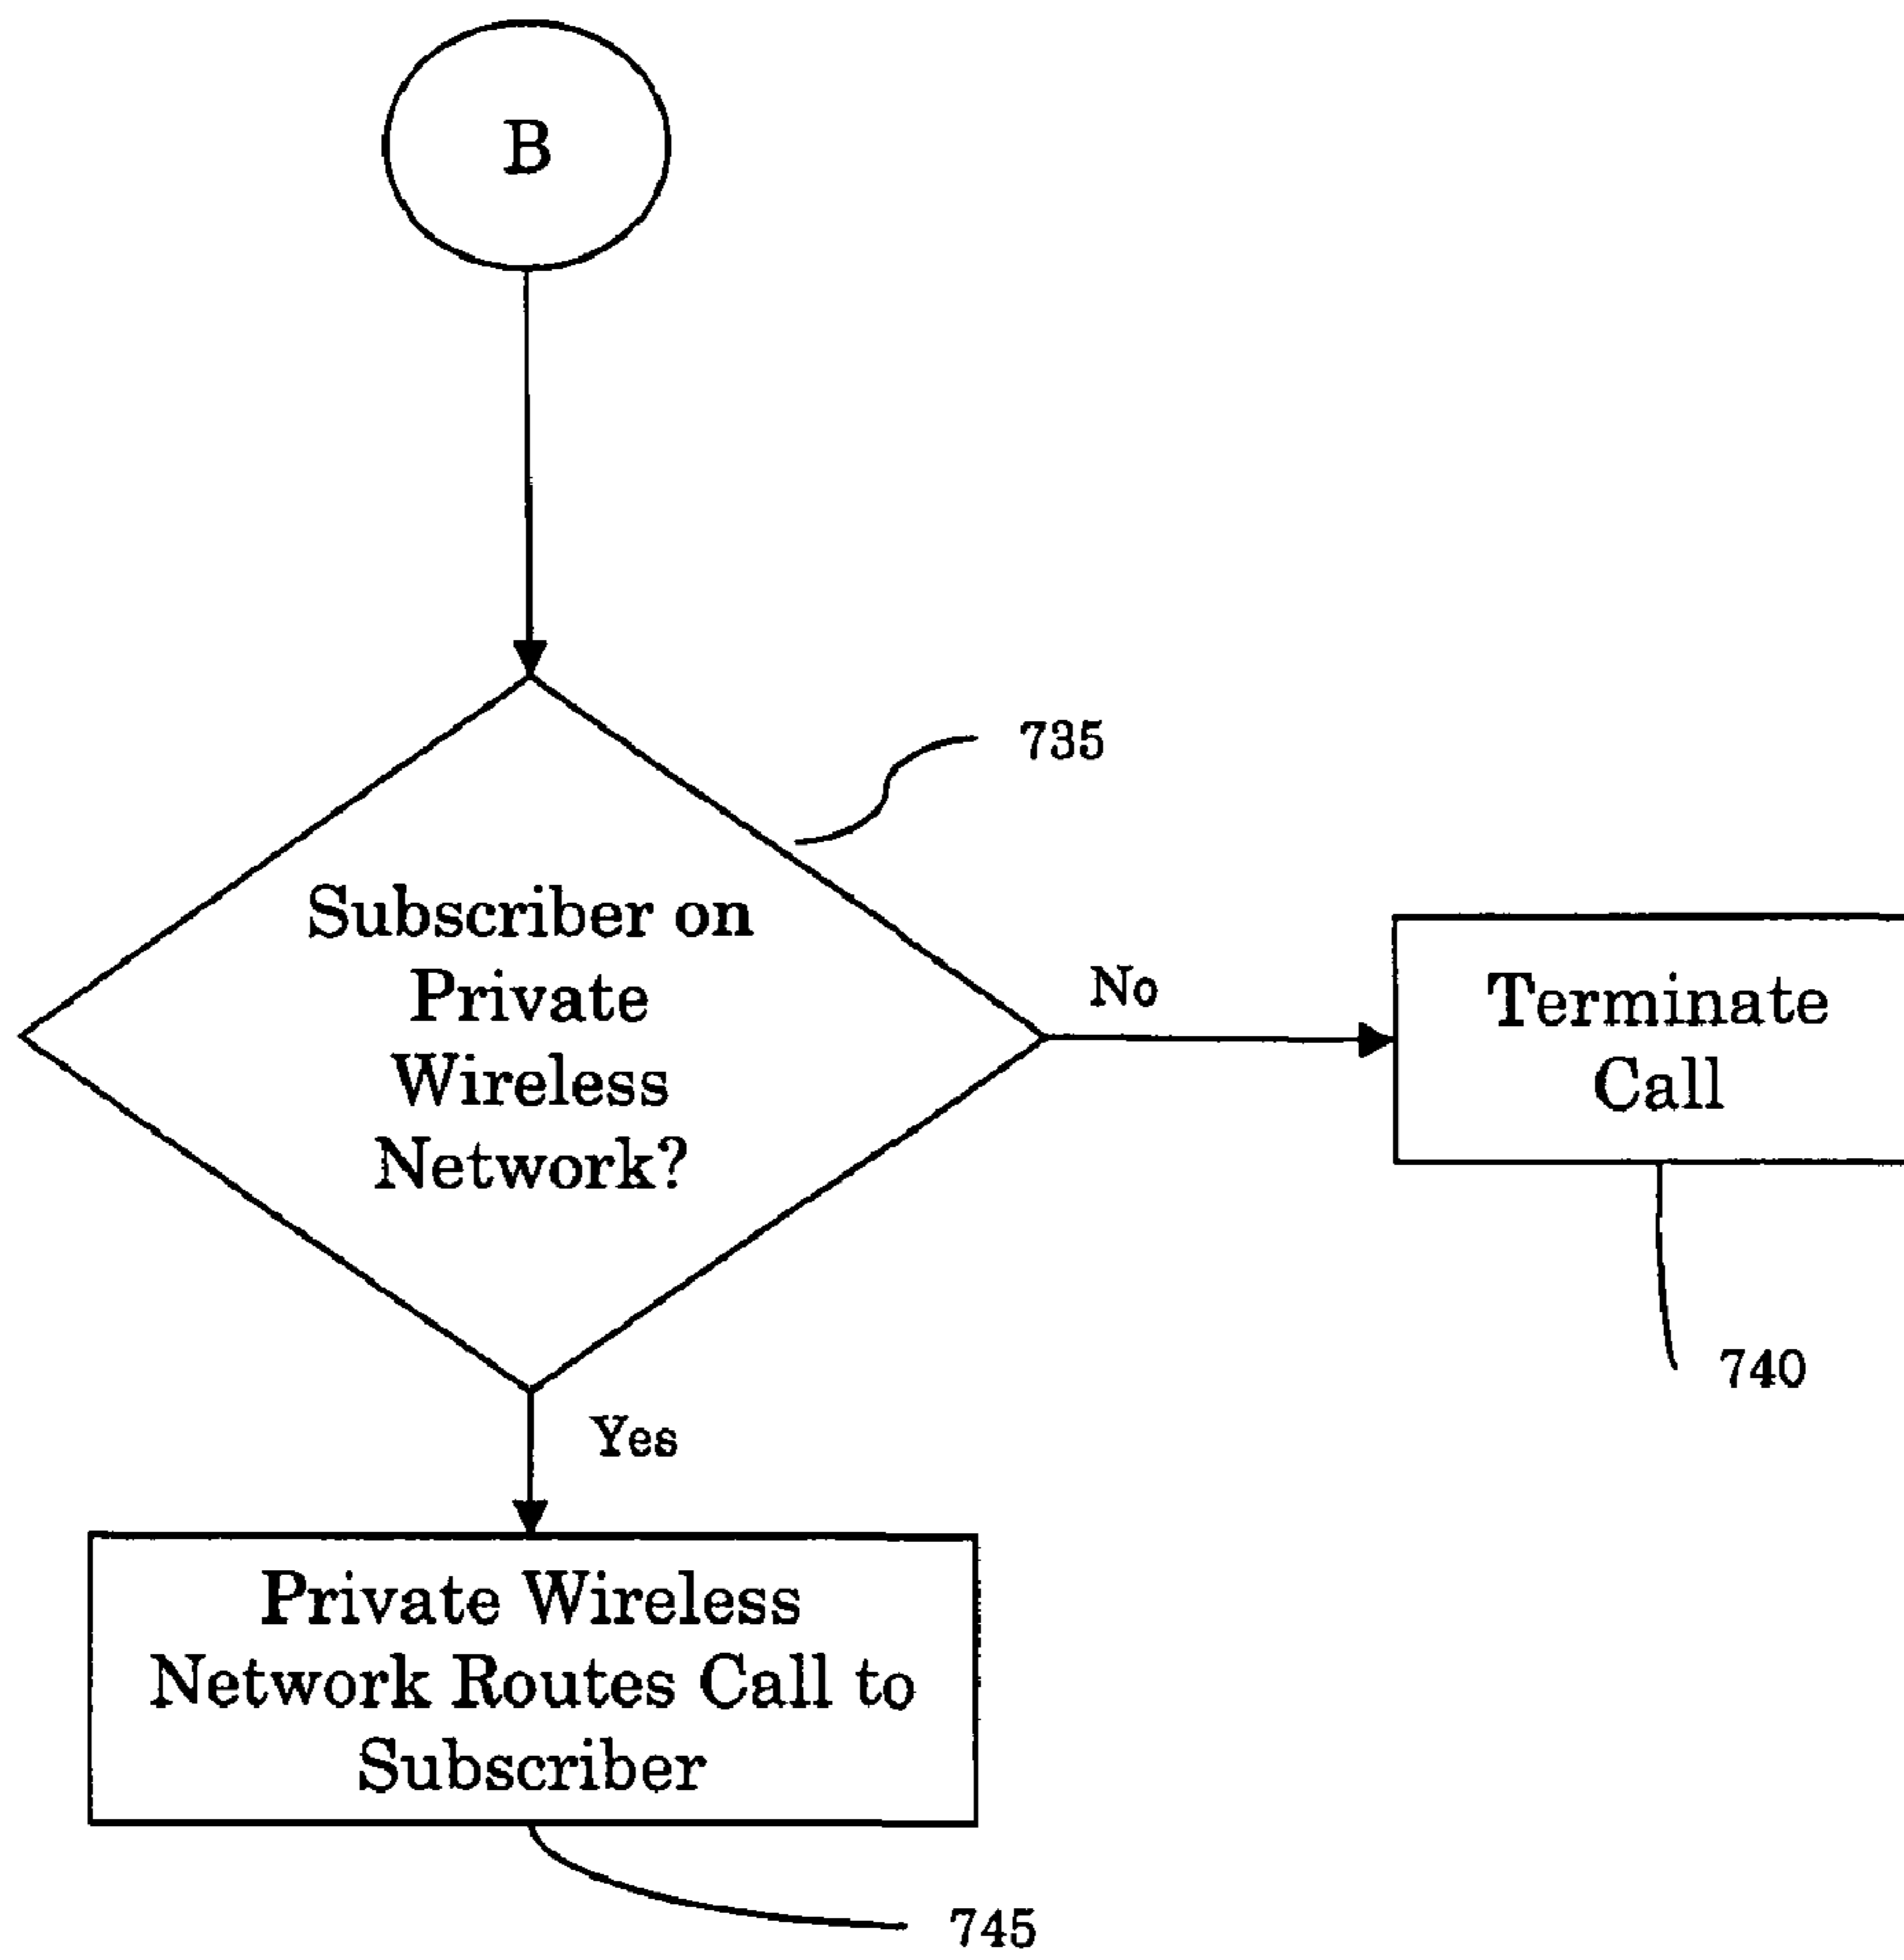 B
735
Subscriber on
Private
Wireless
Network?
No
Terminate
Call
740
Yes
Private Wireless
Network Routes Call to
Subscriber
745